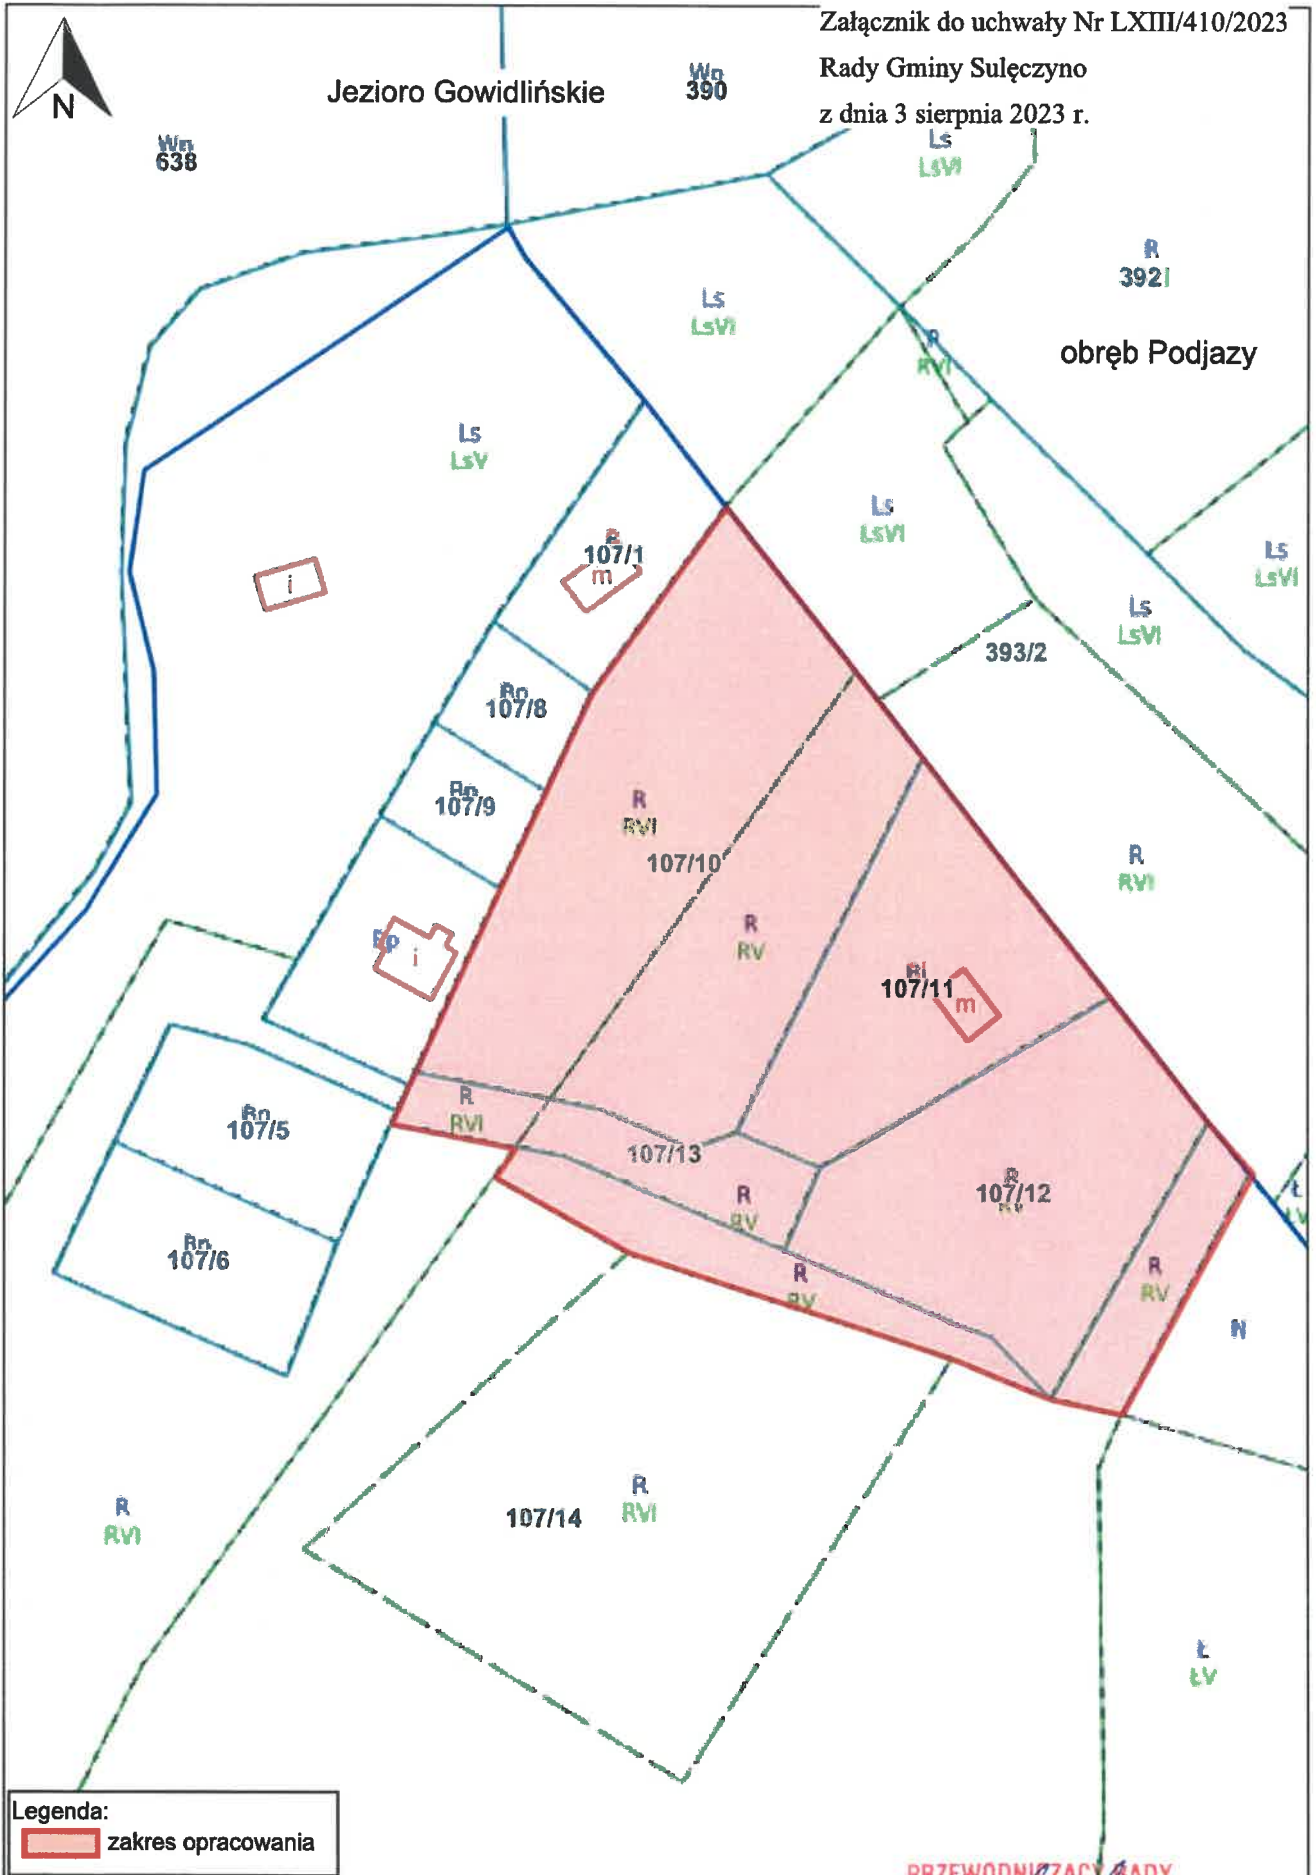 Załącznik do uchwały Nr LXIII/410/2023
Rady Gminy Sulęczyno
z dnia 3 sierpnia 2023 r.
N
Jezioro Gowidlińskie
Wn
390
Wn
638
Ls
LsVI
R
392
obręb Podjazy
Ls
LsVI
R
RVI
Ls
LsV
Ls
LsVI
Ls
LsVI
107/1
m
i
Ls
LsVI
393/2
Rn
107/8
Rn
107/9
R
RVI
107/10
R
RVI
R
RV
i
107/11
m
R
RVI
Rn
107/5
107/13
R
107/12
R
RV
Rn
107/6
R
RV
R
RV
Ł
ŁV
N
R
RVI
107/14
R
RVI
Ł
ŁV
Legenda:
zakres opracowania
PRZEWODNICZĄCY RADY